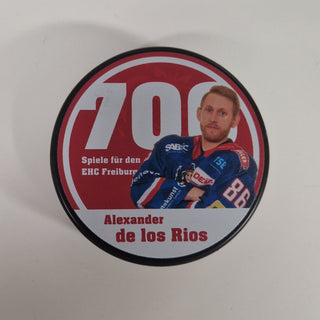 700
Spiele für den
EHC Freiburg
86
Alexander
de los Rios